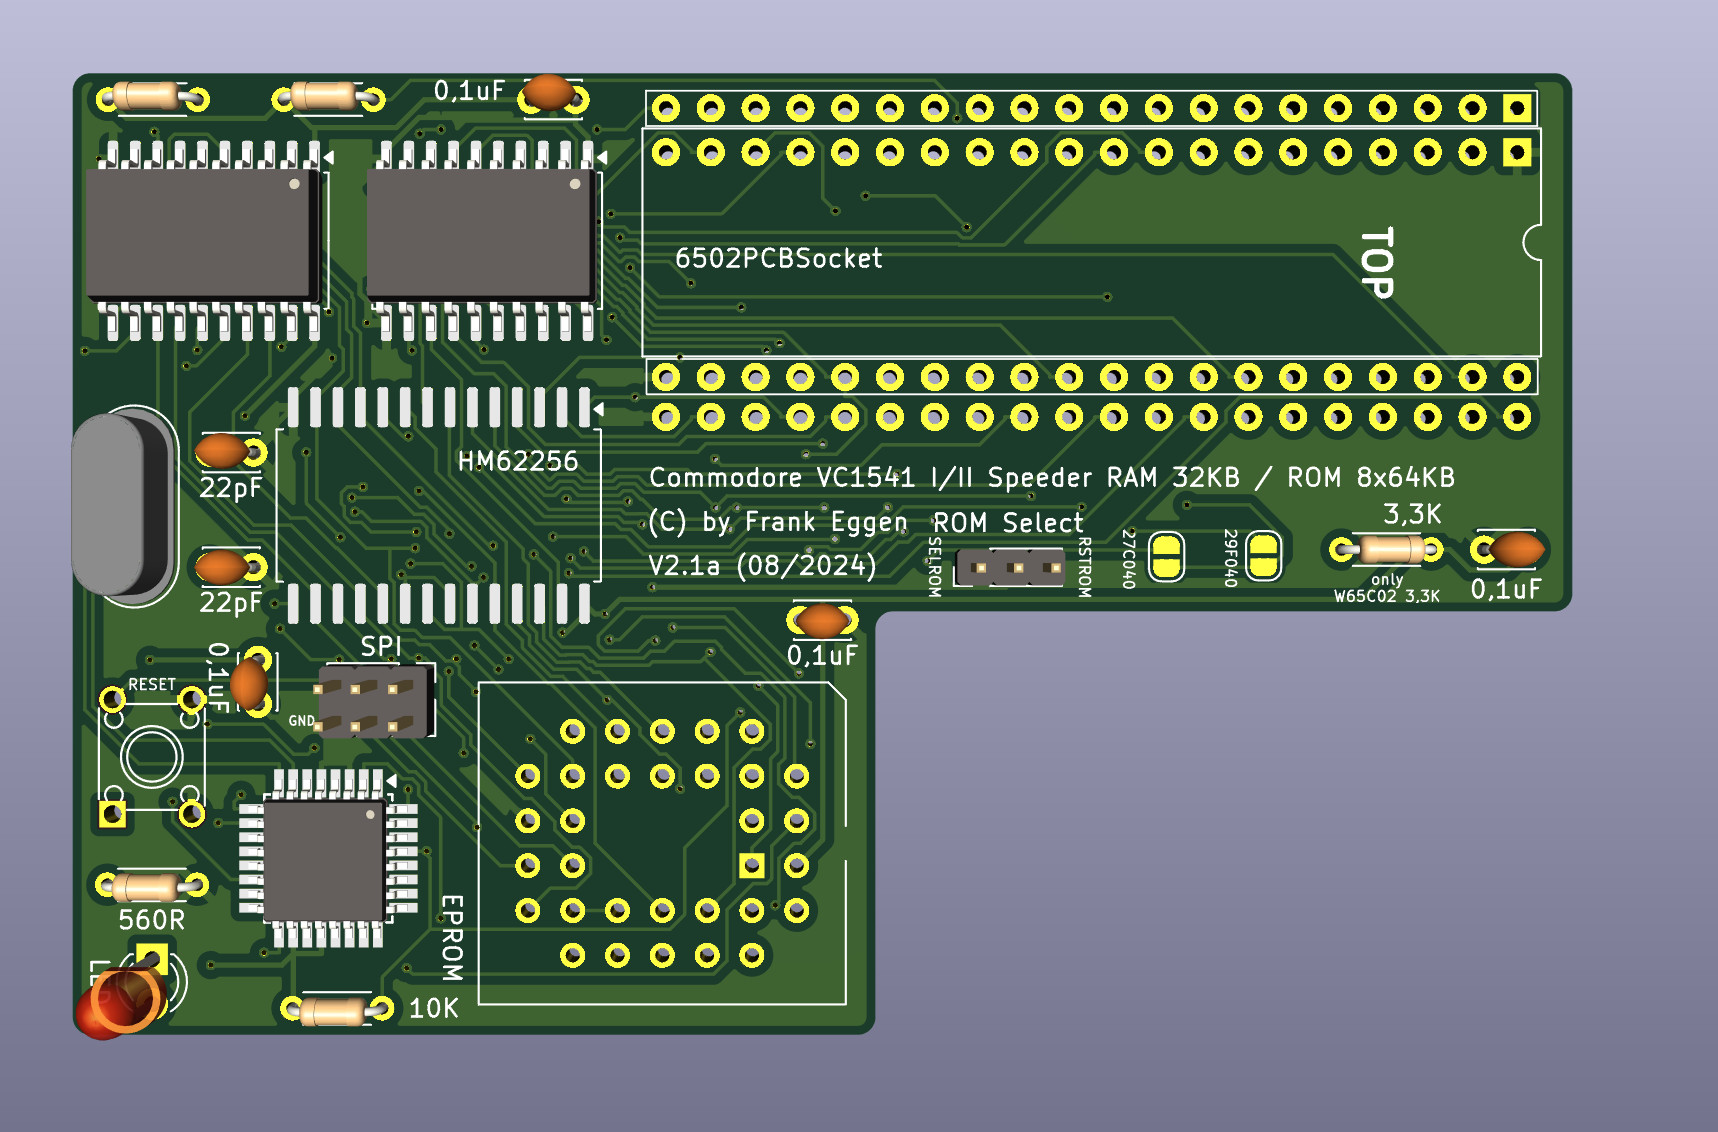 0,1uF
6502PCBSocket
TOP
HM62256
22pF
Commodore VC1541 I/II Speeder RAM 32KB / ROM 8x64KB
(C) by Frank Eggen
V2.1a (08/2024)
ROM Select
SELROM
RSTROM
27C040
29F040
3,3K
only
W65C02 3,3K
0,1uF
22pF
0,1uF
SPI
0,1uF
RESET
GND
EPROM
560R
10K